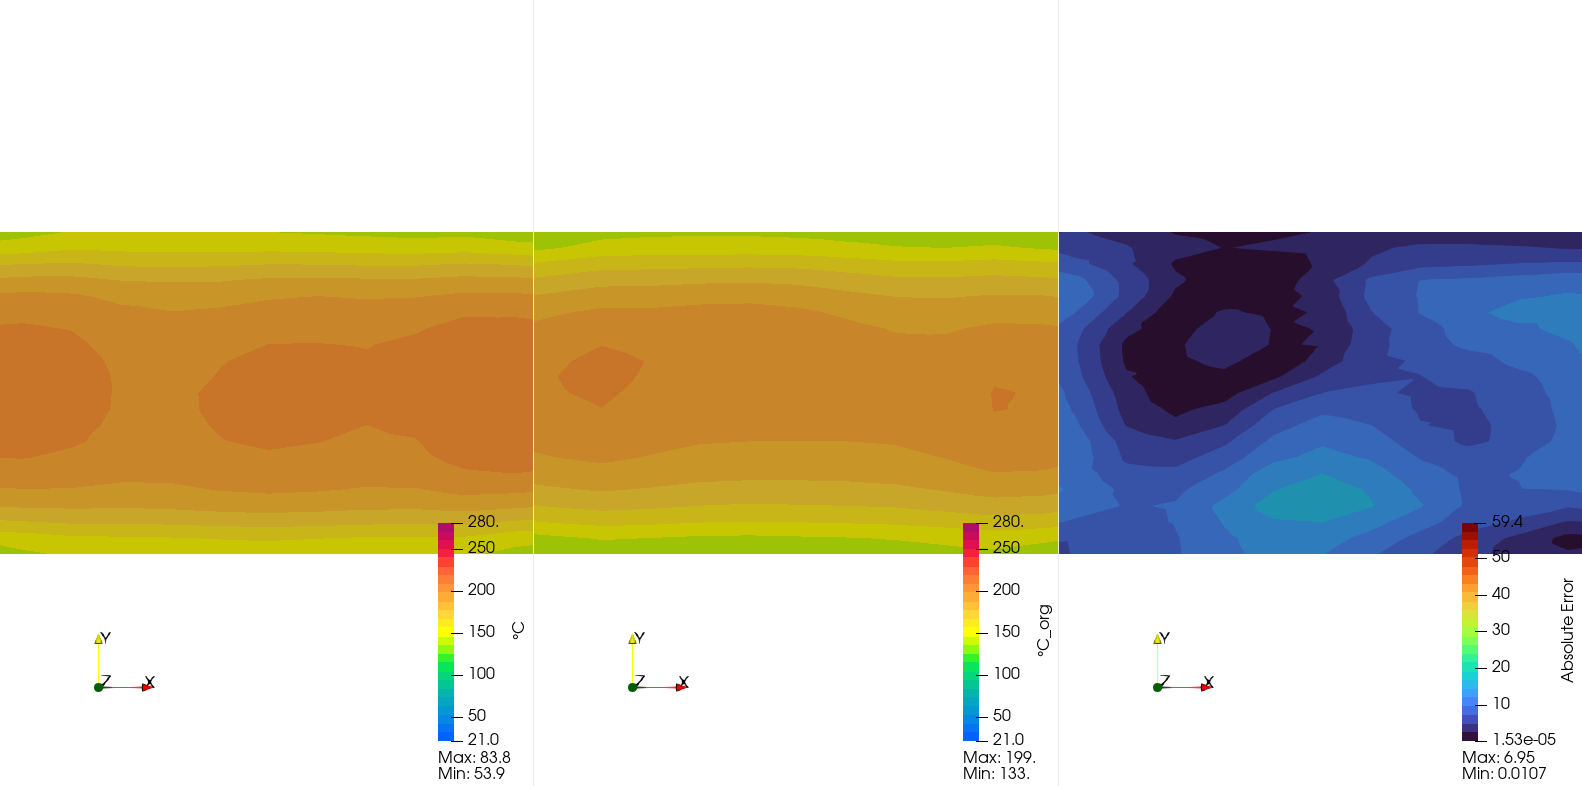 280.
250
200
150
100
50
21.0
°C
Max: 83.8
Min: 53.9
Y
Z
X
280.
250
200
150
100
50
21.0
°C_org
Max: 199.
Min: 133.
Y
Z
X
59.4
50
40
30
20
10
1.53e-05
Absolute Error
Max: 6.95
Min: 0.0107
Y
Z
X